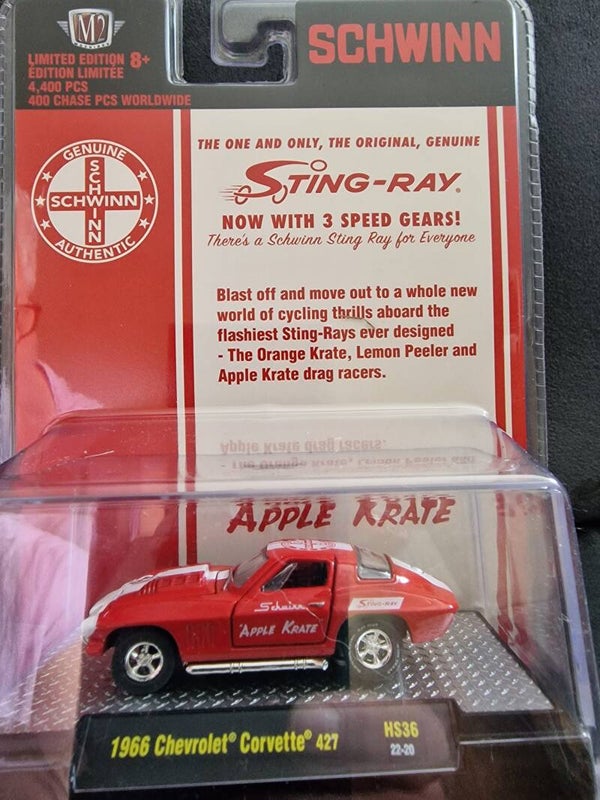 M2
MACHINES
LIMITED EDITION 8+
ÉDITION LIMITÉE
4,400 PCS
400 CHASE PCS WORLDWIDE
SCHWINN
GENUINE
SCHWINN
SCHWINN
AUTHENTIC
THE ONE AND ONLY, THE ORIGINAL, GENUINE
STING-RAY®
NOW WITH 3 SPEED GEARS!
There's a Schwinn Sting Ray for Everyone
Blast off and move out to a whole new
world of cycling thrills aboard the
flashiest Sting-Rays ever designed
- The Orange Krate, Lemon Peeler and
Apple Krate drag racers.
APPLE KRATE
Schwinn
STING-RAY
APPLE KRATE
1966 Chevrolet® Corvette® 427
HS36
22-20